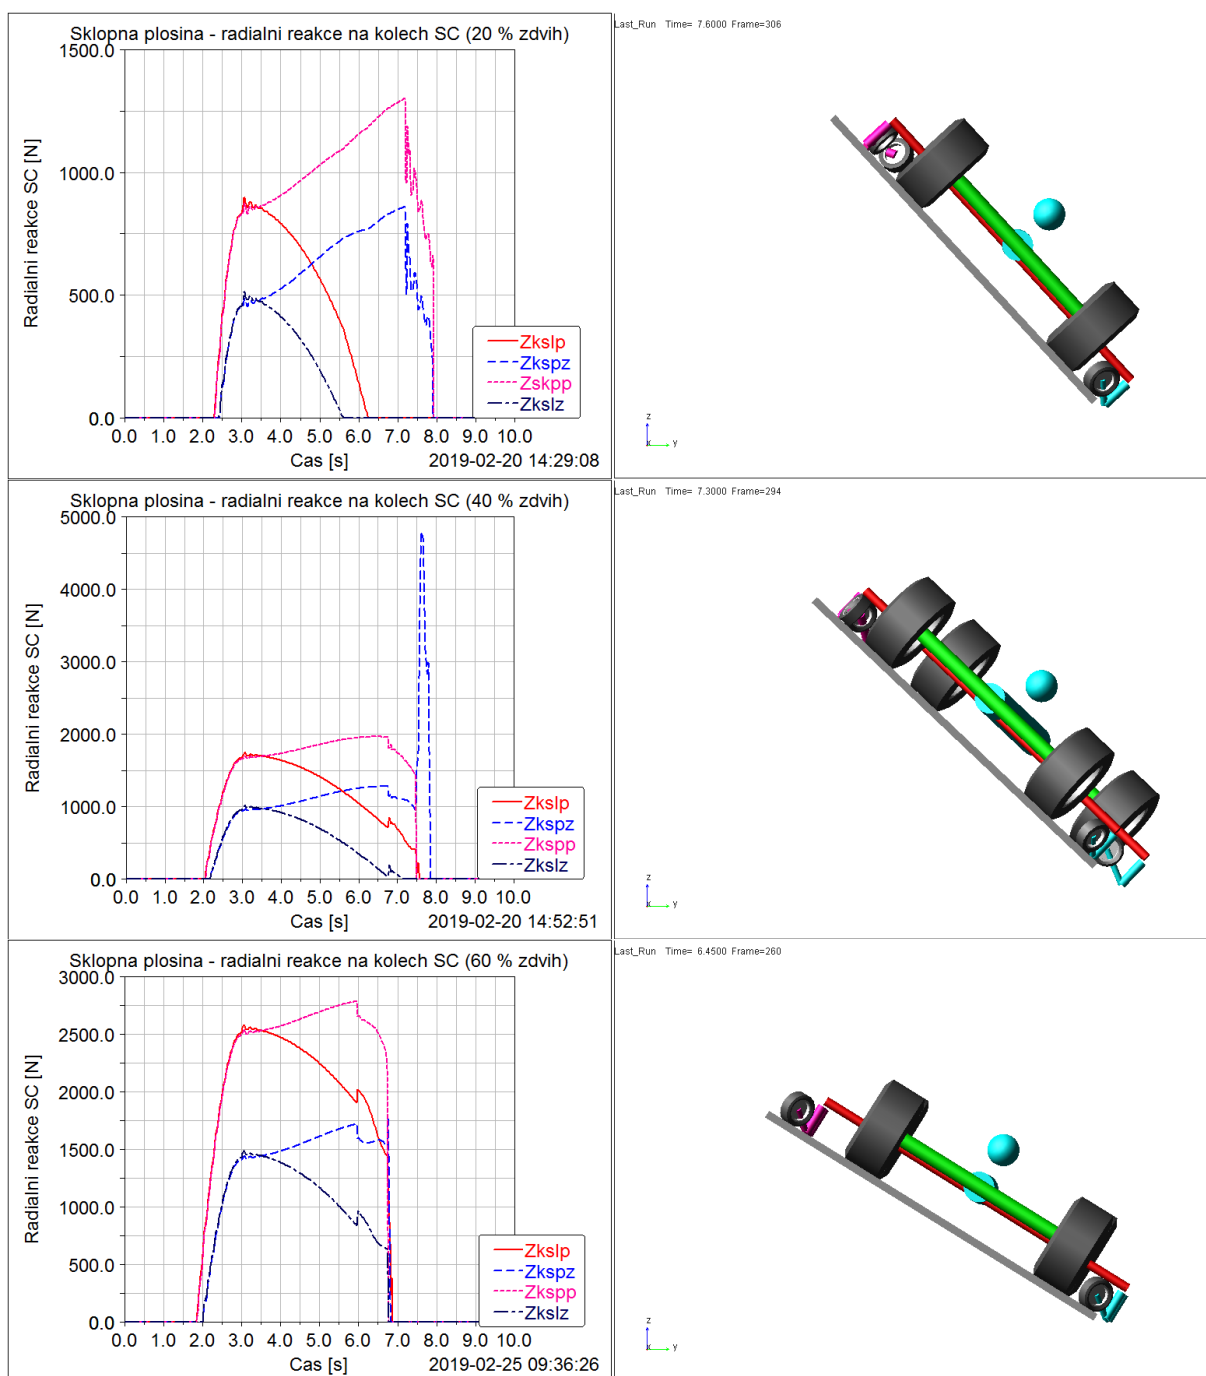 Sklopna plosina - radialni reakce na kolech SC (20 % zdvih)
Radialni reakce SC [N]
1500.0
1000.0
500.0
0.0
0.0 1.0 2.0 3.0 4.0 5.0 6.0 7.0 8.0 9.0 10.0
Zkslp
Zkspz
Zskpp
Zkslz
Cas [s]
2019-02-20 14:29:08
Last_Run Time= 7.6000 Frame=306
z
x y
Sklopna plosina - radialni reakce na kolech SC (40 % zdvih)
Radialni reakce SC [N]
5000.0
4000.0
3000.0
2000.0
1000.0
0.0
0.0 1.0 2.0 3.0 4.0 5.0 6.0 7.0 8.0 9.0 10.0
Zkslp
Zkspz
Zkspp
Zkslz
Cas [s]
2019-02-20 14:52:51
Last_Run Time= 7.3000 Frame=294
z
x y
Sklopna plosina - radialni reakce na kolech SC (60 % zdvih)
Radialni reakce SC [N]
3000.0
2500.0
2000.0
1500.0
1000.0
500.0
0.0
0.0 1.0 2.0 3.0 4.0 5.0 6.0 7.0 8.0 9.0 10.0
Zkslp
Zkspz
Zkspp
Zkslz
Cas [s]
2019-02-25 09:36:26
Last_Run Time= 6.4500 Frame=260
z
x y